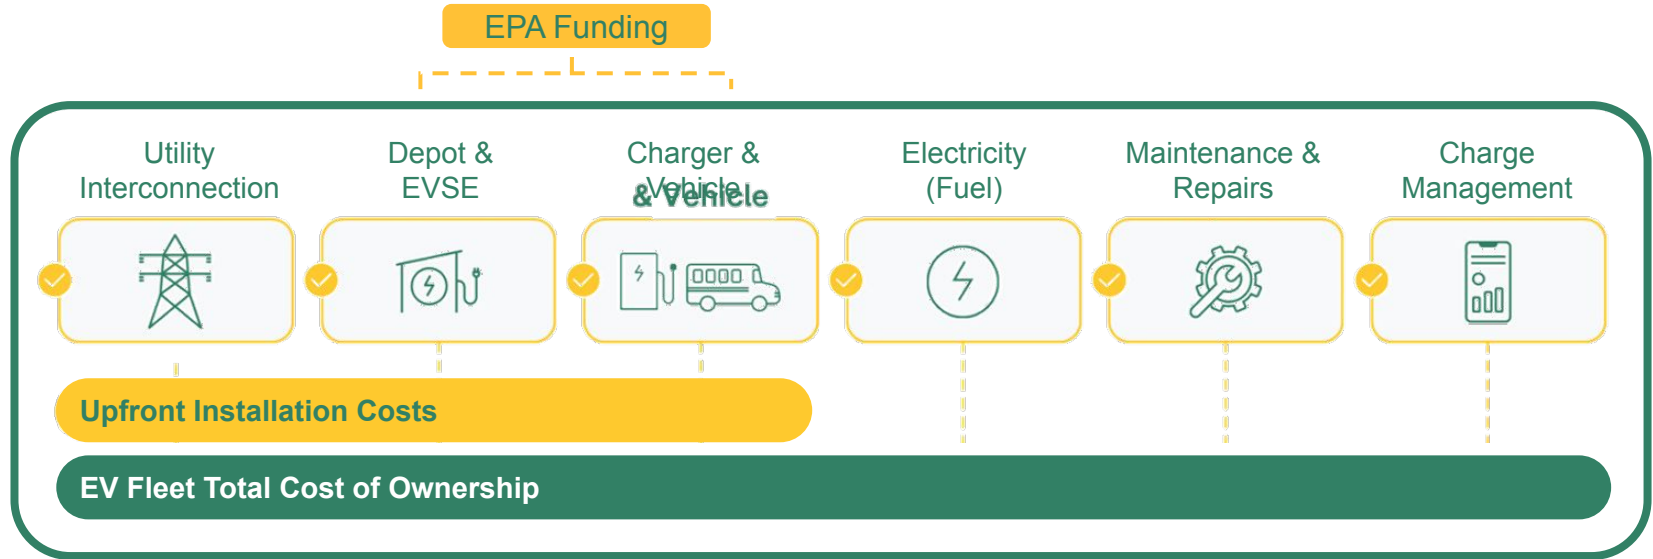 EPA Funding
Utility
Interconnection
Depot &
EVSE
Charger &
Vehicle
& Vehicle
Electricity
(Fuel)
Maintenance &
Repairs
Charge
Management
Upfront Installation Costs
EV Fleet Total Cost of Ownership